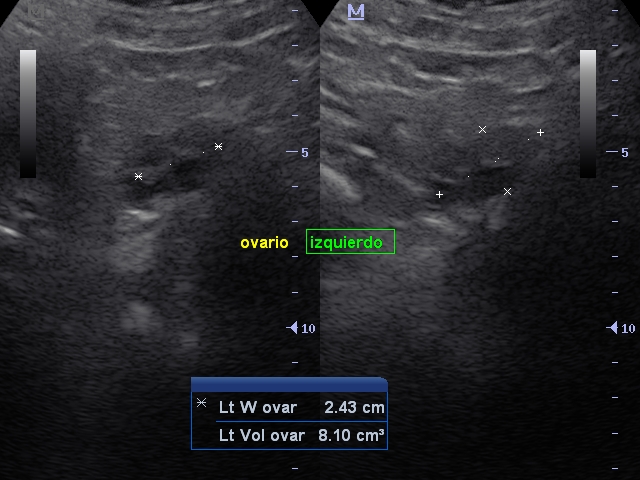 M
5
5
ovario izquierdo
10
10
Lt W ovar 2.43 cm
Lt Vol ovar 8.10 cm³